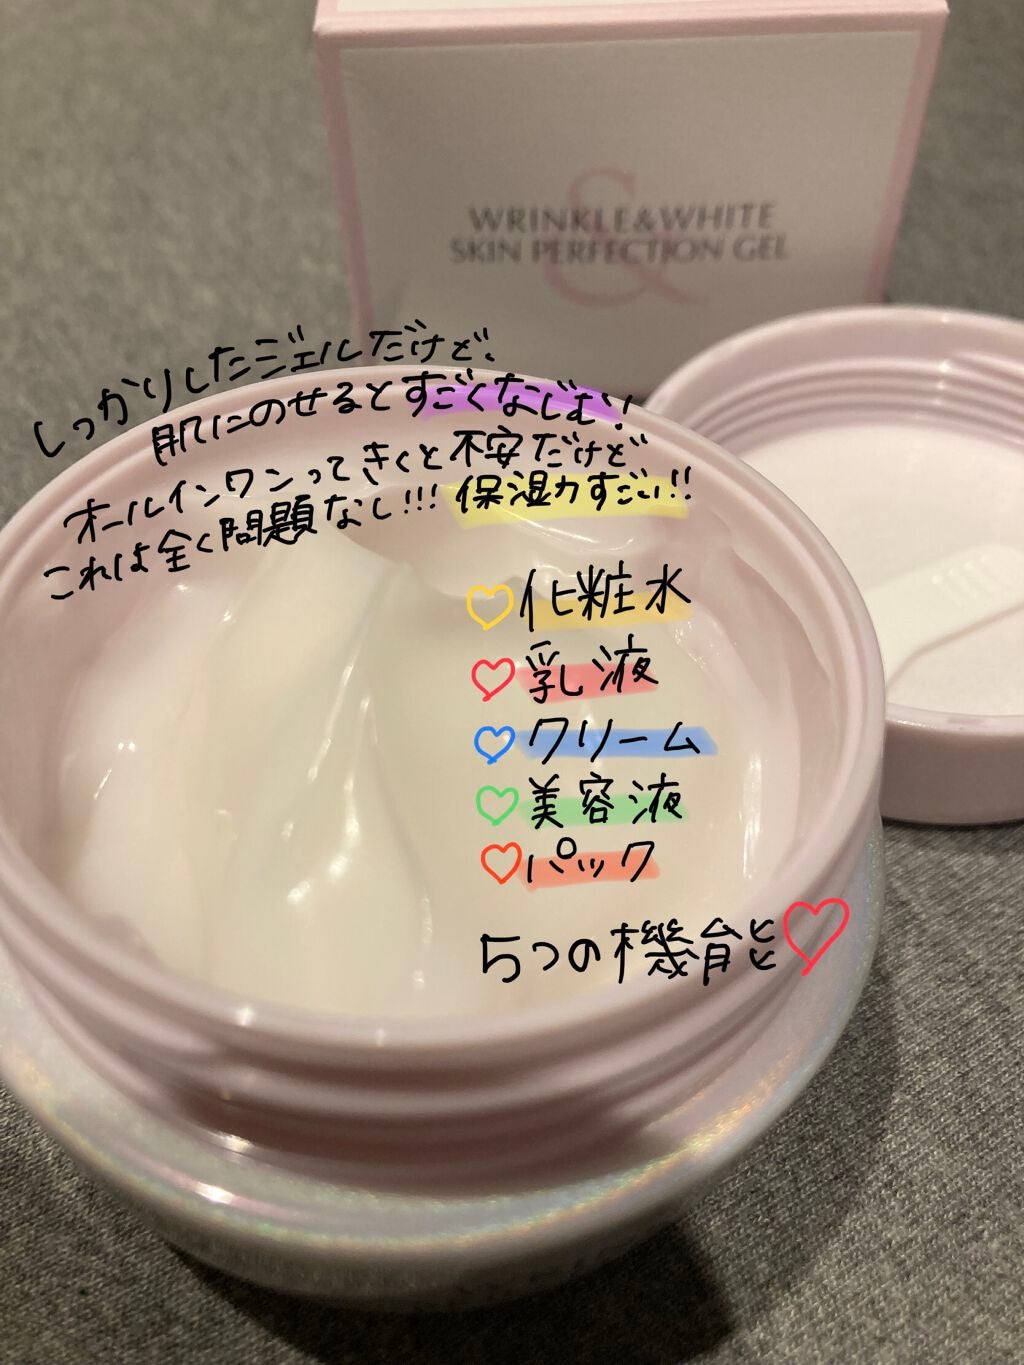 WRINKLE&WHITE
SKIN PERFECTION GEL
&
しっかりしたジェルだけど、
肌にのせるとすごくなじむ!
オールインワンってきくと不安だけど
これは全く問題なし!!!保湿力すごい!!
♡化粧水
♡乳液
♡クリーム
♡美容液
♡パック
5つの機能♡